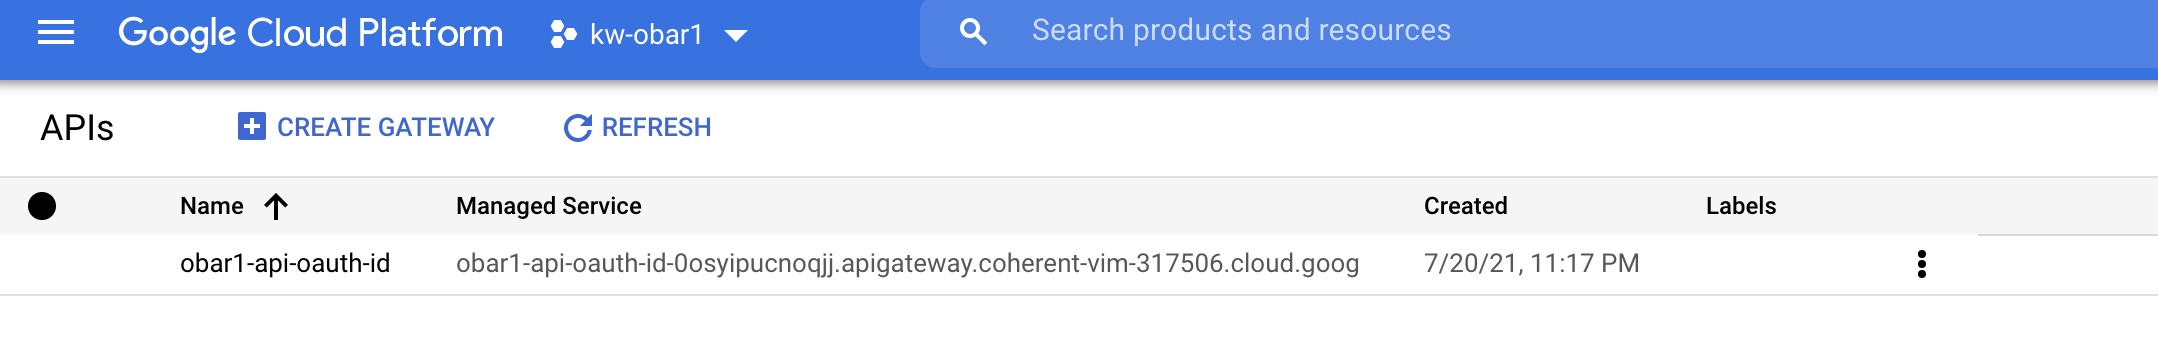 Google Cloud Platform kw-obar1 Search products and resources
APIs CREATE GATEWAY REFRESH
Name Managed Service Created Labels
obar1-api-oauth-id obar1-api-oauth-id-0osyipucnoqjj.apigateway.coherent-vim-317506.cloud.goog 7/20/21, 11:17 PM